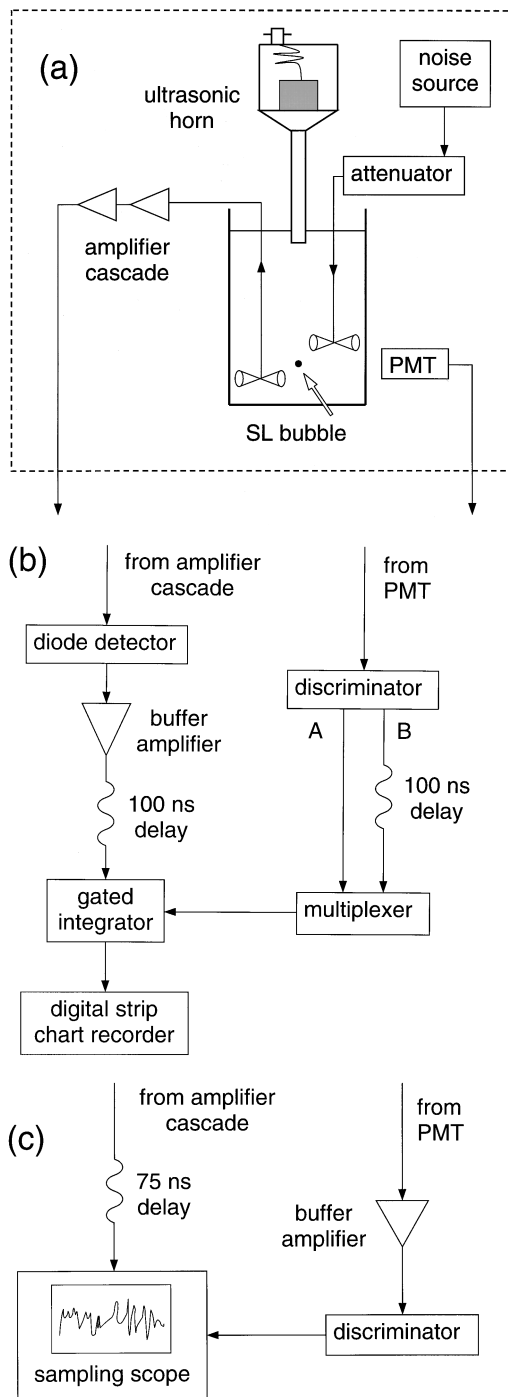 (a)
ultrasonic
horn
noise
source
attenuator
amplifier
cascade
PMT
SL bubble
(b)
from amplifier
cascade
from
PMT
diode detector
discriminator
A
B
buffer
amplifier
100 ns
delay
100 ns
delay
gated
integrator
multiplexer
digital strip
chart recorder
(c)
from amplifier
cascade
from
PMT
75 ns
delay
buffer
amplifier
discriminator
sampling scope